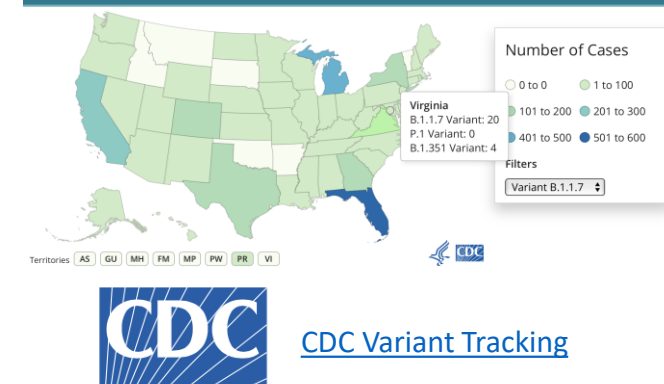 Number of Cases
0 to 0
1 to 100
101 to 200
201 to 300
401 to 500
501 to 600
Filters
Variant B.1.1.7
Virginia
B.1.1.7 Variant: 20
P.1 Variant: 0
B.1.351 Variant: 4
Territories AS GU MH FM MP PW PR VI
CDC
CDC
CDC Variant Tracking